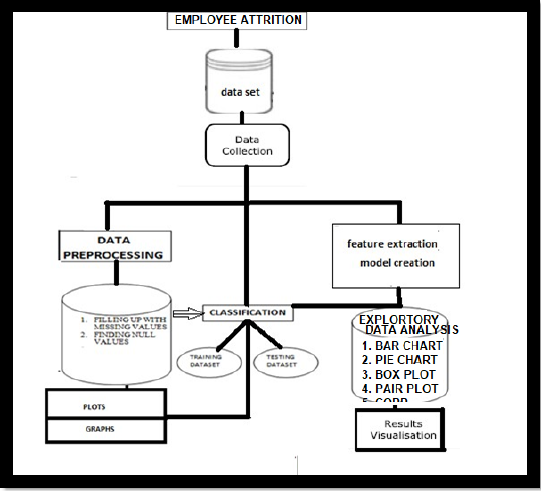 EMPLOYEE ATTRITION
data set
Data
Collection
DATA
PREPROCESSING
feature extraction
model creation
1. FILLING UP WITH
MISSING VALUES
2. FINDING NULL
VALUES
CLASSIFICATION
EXPLORTORY
DATA ANALYSIS
1. BAR CHART
2. PIE CHART
3. BOX PLOT
4. PAIR PLOT
5. CORR
TRAINING
DATASET
TESTING
DATASET
PLOTS
GRAPHS
Results
Visualisation